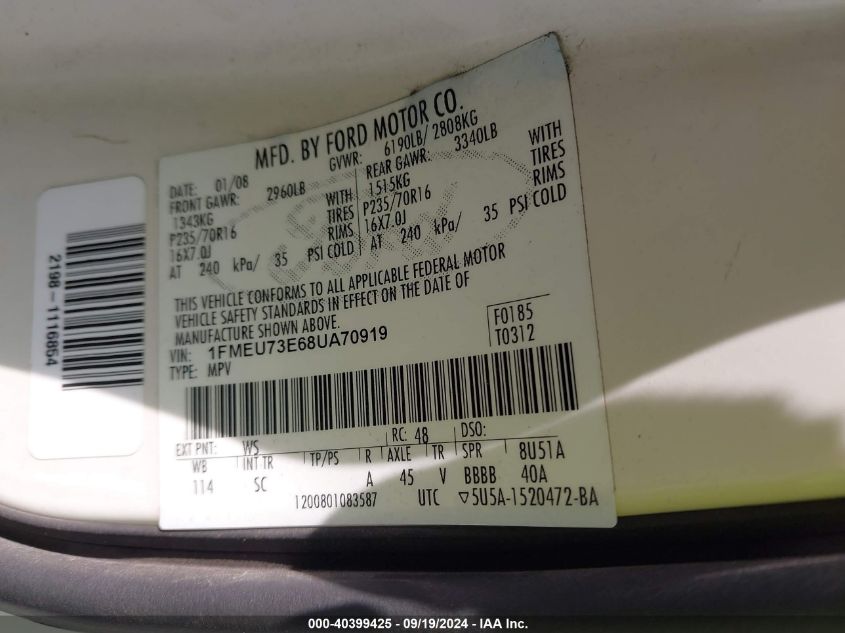 MFD. BY FORD MOTOR CO.
DATE: 01/08 GVWR: 6190LB/ 2808KG
FRONT GAWR: 2960LB REAR GAWR: 3340LB
1343KG WITH 1515KG WITH
P235/70R16 TIRES P235/70R16 TIRES
16X7.0J RIMS 16X7.0J RIMS
AT 240 kPa/ 35 PSI COLD AT 240 kPa/ 35 PSI COLD
THIS VEHICLE CONFORMS TO ALL APPLICABLE FEDERAL MOTOR
VEHICLE SAFETY STANDARDS IN EFFECT ON THE DATE OF
MANUFACTURE SHOWN ABOVE.
VIN: 1FMEU73E68UA70919
TYPE: MPV
F0185
T0312
EXT PNT: WS RC: 48 DSO:
WB INT TR TP/PS R AXLE TR SPR 8U51A
114 SC A 45 V BBBB 40A
1200801083587 UTC ▽5U5A-1520472-BA
2198-1116854
000-40399425 - 09/19/2024 - IAA Inc.